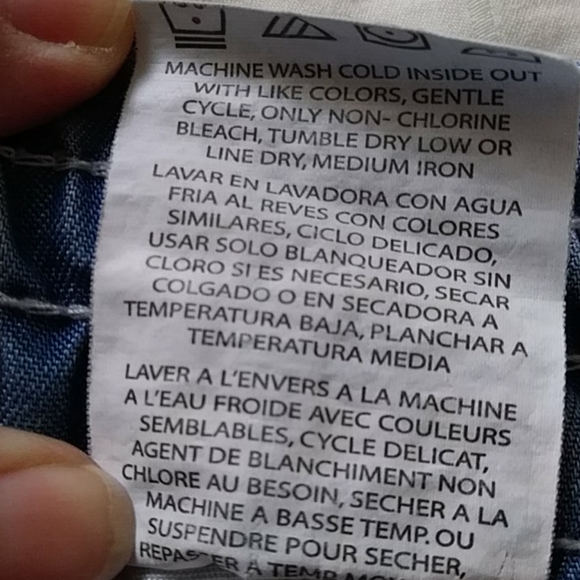 MACHINE WASH COLD INSIDE OUT
WITH LIKE COLORS, GENTLE
CYCLE, ONLY NON- CHLORINE
BLEACH, TUMBLE DRY LOW OR
LINE DRY, MEDIUM IRON
LAVAR EN LAVADORA CON AGUA
FRIA AL REVES CON COLORES
SIMILARES, CICLO DELICADO,
USAR SOLO BLANQUEADOR SIN
CLORO SI ES NECESARIO, SECAR
COLGADO O EN SECADORA A
TEMPERATURA BAJA, PLANCHAR A
TEMPERATURA MEDIA
LAVER A L'ENVERS A LA MACHINE
A L'EAU FROIDE AVEC COULEURS
SEMBLABLES, CYCLE DELICAT,
AGENT DE BLANCHIMENT NON
CHLORE AU BESOIN, SECHER A LA
MACHINE A BASSE TEMP. OU
SUSPENDRE POUR SECHER,
REPASSER A TEMP